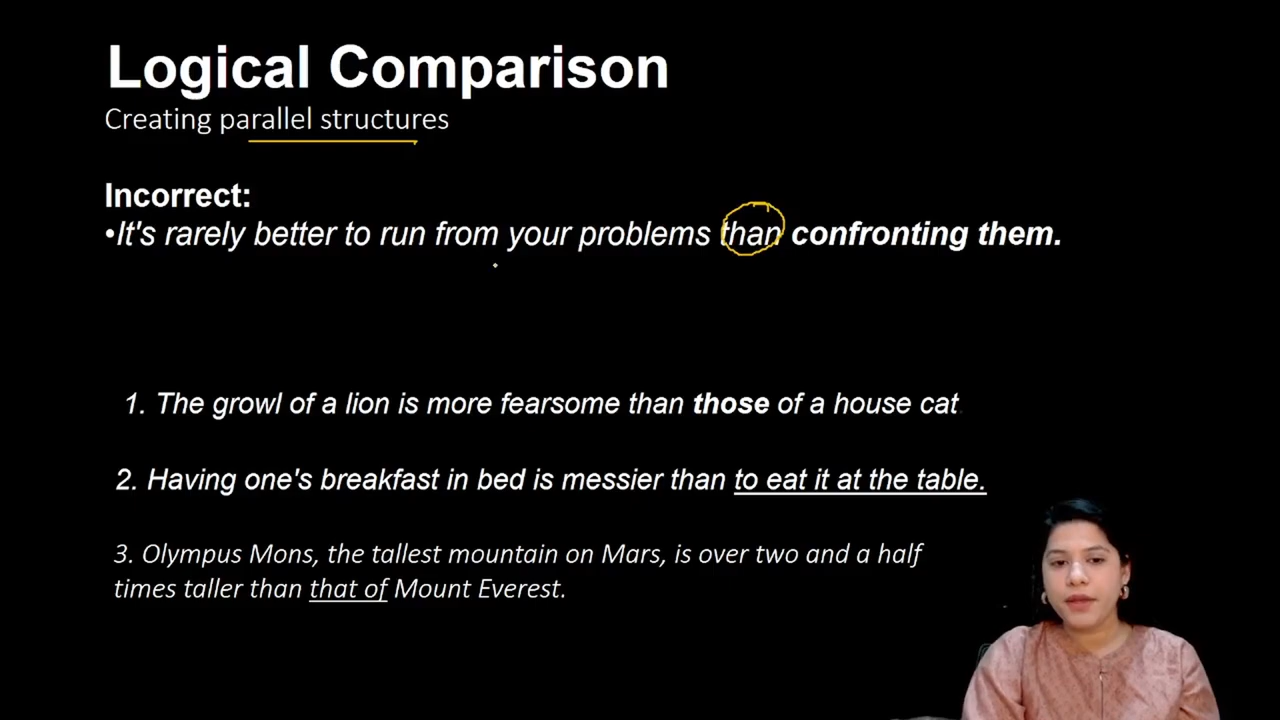 Logical Comparison
Creating parallel structures
Incorrect:
•It's rarely better to run from your problems than confronting them.
1. The growl of a lion is more fearsome than those of a house cat.
2. Having one's breakfast in bed is messier than to eat it at the table.
3. Olympus Mons, the tallest mountain on Mars, is over two and a half
times taller than that of Mount Everest.